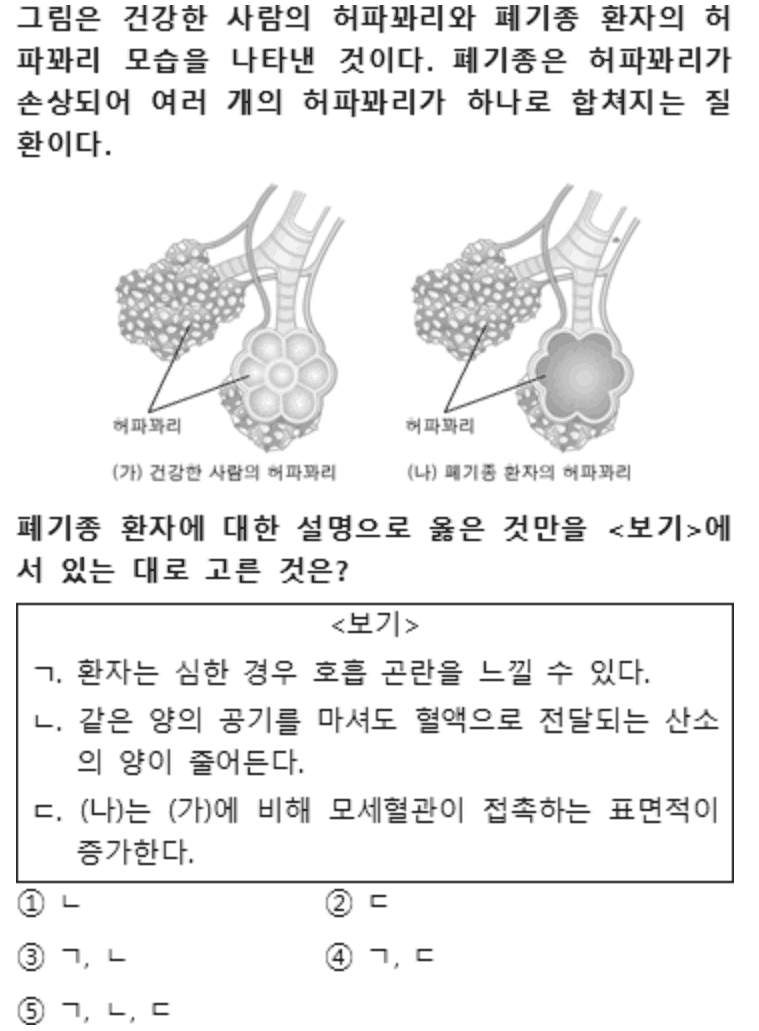 그림은 건강한 사람의 허파꽈리와 폐기종 환자의 허
파꽈리 모습을 나타낸 것이다. 폐기종은 허파꽈리가
손상되어 여러 개의 허파꽈리가 하나로 합쳐지는 질
환이다.
허파꽈리
허파꽈리
(가) 건강한 사람의 허파꽈리
(나) 폐기종 환자의 허파꽈리
폐기종 환자에 대한 설명으로 옳은 것만을 <보기>에
서 있는 대로 고른 것은?
<보기>
ㄱ. 환자는 심한 경우 호흡 곤란을 느낄 수 있다.
ㄴ. 같은 양의 공기를 마셔도 혈액으로 전달되는 산소
의 양이 줄어든다.
ㄷ. (나)는 (가)에 비해 모세혈관이 접촉하는 표면적이
증가한다.
① ㄴ
② ㄷ
③ ㄱ, ㄴ
④ ㄱ, ㄷ
⑤ ㄱ, ㄴ, ㄷ